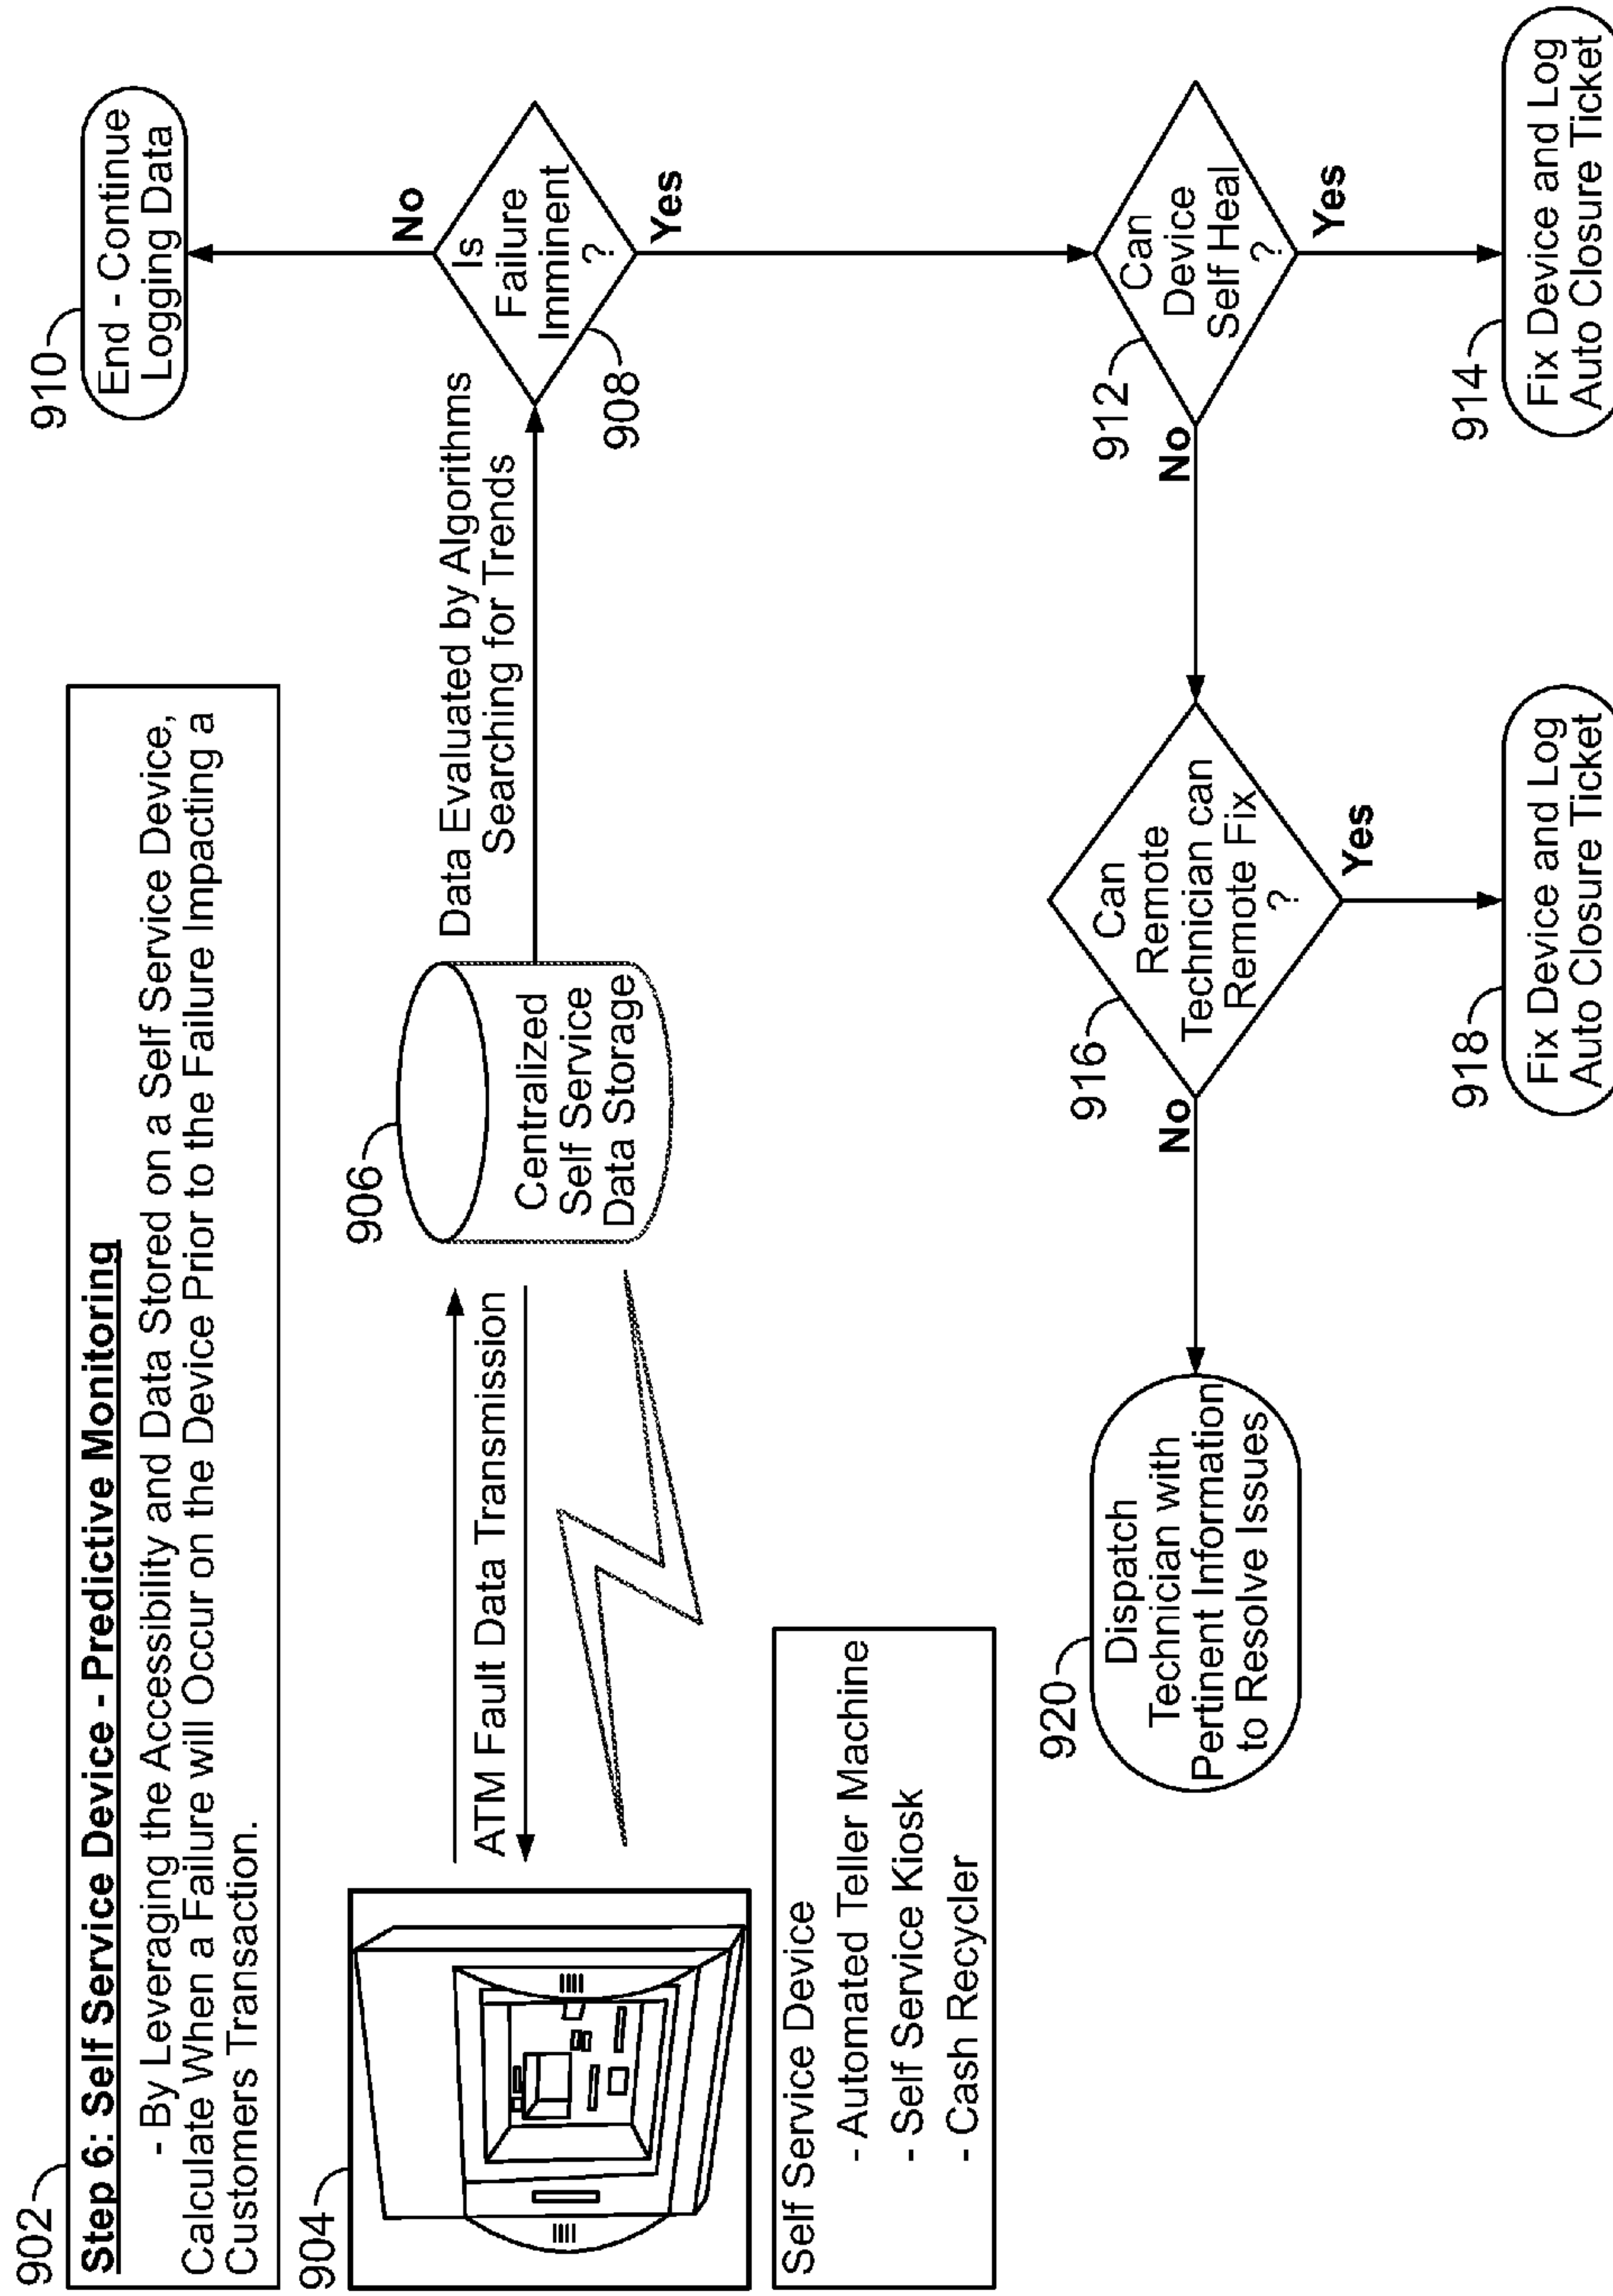 902
Step 6: Self Service Device - Predictive Monitoring
- By Leveraging the Accessibility and Data Stored on a Self Service Device,
Calculate When a Failure will Occur on the Device Prior to the Failure Impacting a
Customers Transaction.
904
ATM Fault Data Transmission
Self Service Device
- Automated Teller Machine
- Self Service Kiosk
- Cash Recycler
906
Centralized
Self Service
Data Storage
Data Evaluated by Algorithms
Searching for Trends
908
Is
Failure
Imminent
?
No
910
End - Continue
Logging Data
Yes
912
Can
Device
Self Heal
?
Yes
914
Fix Device and Log
Auto Closure Ticket
No
916
Can
Remote
Technician can
Remote Fix
?
Yes
918
Fix Device and Log
Auto Closure Ticket
No
920
Dispatch
Technician with
Pertinent Information
to Resolve Issues